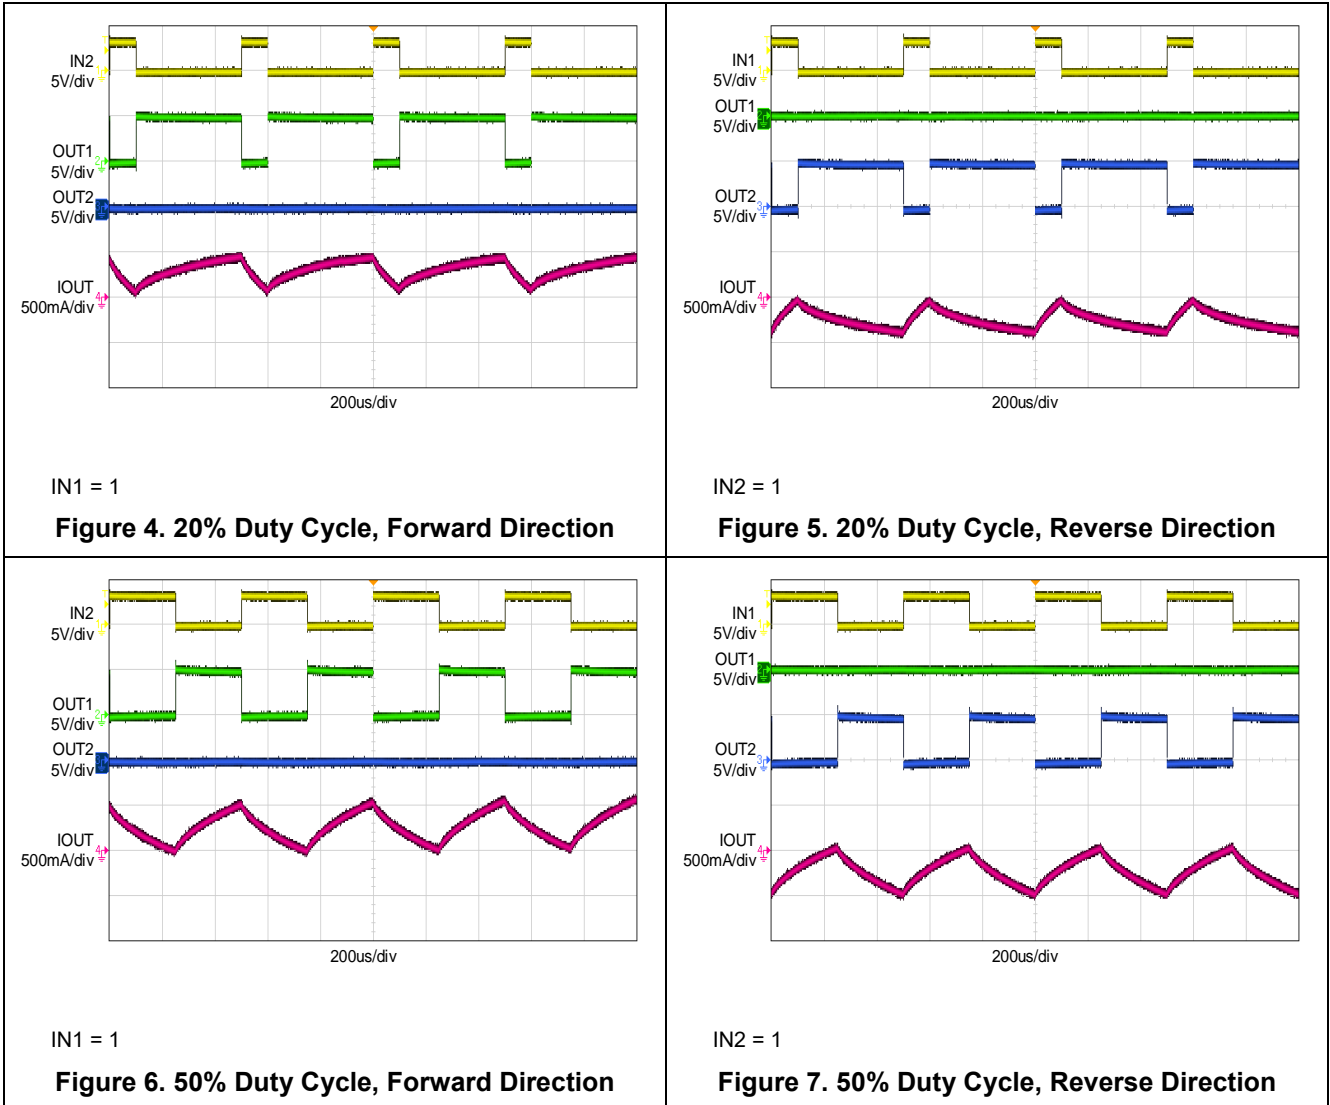 IN2
5V/div
OUT1
5V/div
OUT2
5V/div
IOUT
500mA/div
200us/div
IN1 = 1
Figure 4. 20% Duty Cycle, Forward Direction
IN1
5V/div
OUT1
5V/div
OUT2
5V/div
IOUT
500mA/div
200us/div
IN2 = 1
Figure 5. 20% Duty Cycle, Reverse Direction
IN2
5V/div
OUT1
5V/div
OUT2
5V/div
IOUT
500mA/div
200us/div
IN1 = 1
Figure 6. 50% Duty Cycle, Forward Direction
IN1
5V/div
OUT1
5V/div
OUT2
5V/div
IOUT
500mA/div
200us/div
IN2 = 1
Figure 7. 50% Duty Cycle, Reverse Direction